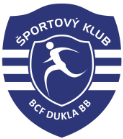 ŠPORTOVÝ KLUB
BCF DUKLA BB